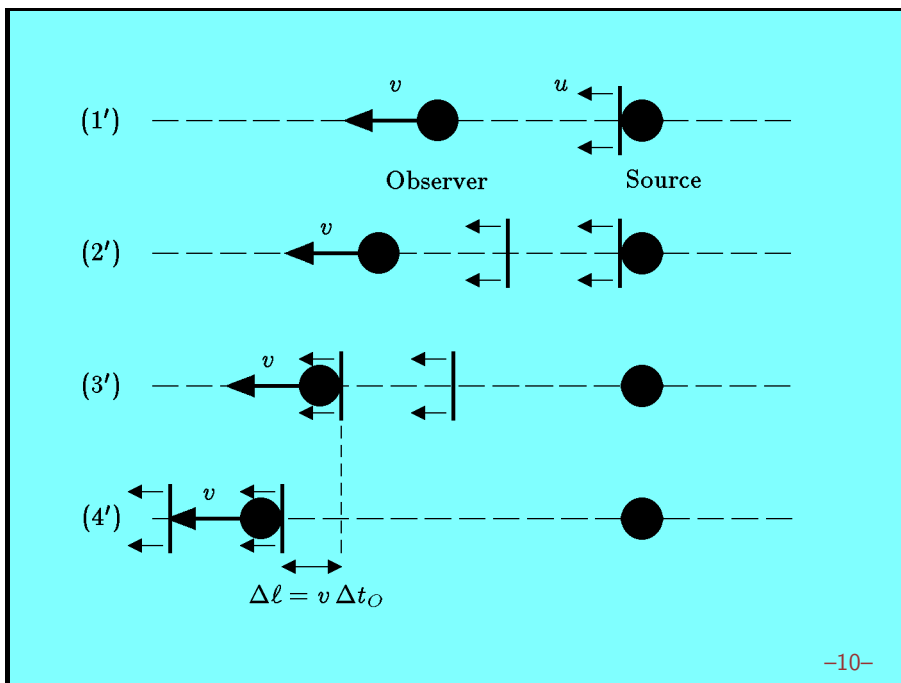 v u
(1′)
Observer Source
v
(2′)
v
(3′)
v
(4′)
Δℓ = v Δt_O
–10–